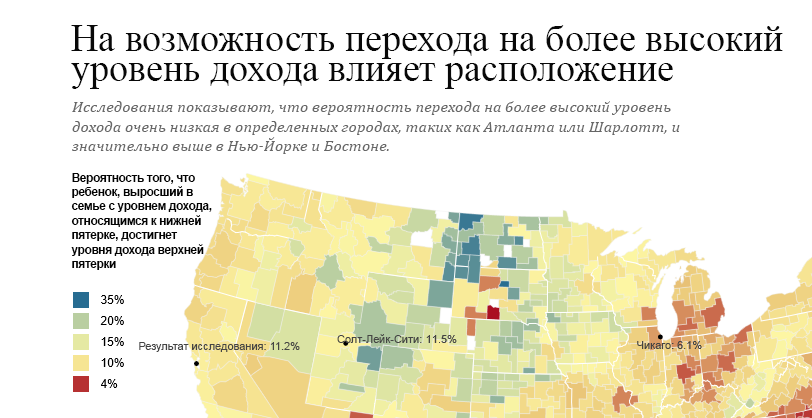 На возможность перехода на более высокий
уровень дохода влияет расположение
Исследования показывают, что вероятность перехода на более высокий уровень
дохода очень низкая в определенных городах, таких как Атланта или Шарлотт, и
значительно выше в Нью-Йорке и Бостоне.
Вероятность того, что
ребенок, выросший в
семье с уровнем дохода,
относящимся к нижней
пятерке, достигнет
уровня дохода верхней
пятерки
35%
20%
15%
10%
4%
Результат исследования: 11.2%
Солт-Лейк-Сити: 11.5%
Чикаго: 6.1%